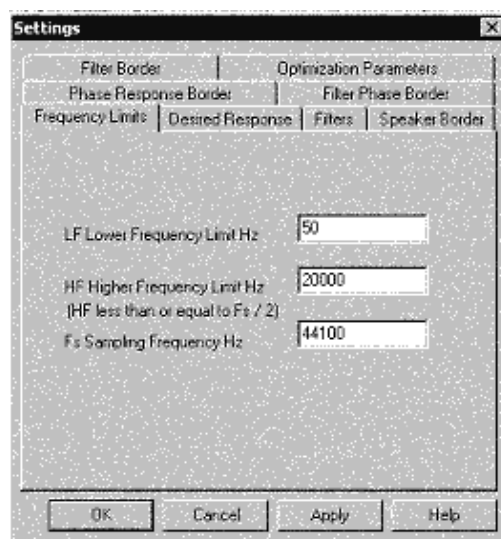 Settings
Filter Border
Optimization Parameters
Phase Response Border
Filter Phase Border
Frequency Limits
Desired Response
Filters
Speaker Border
LF Lower Frequency Limit Hz
50
HF Higher Frequency Limit Hz
20000
(HF less than or equal to Fs / 2)
Fs Sampling Frequency Hz
44100
OK
Cancel
Apply
Help